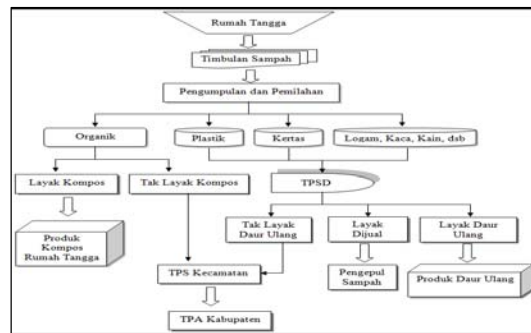 Rumah Tangga
Timbulan Sampah
Pengumpulan dan Pemilahan
Organik
Plastik
Kertas
Logam, Kaca, Kain, dsb
Layak Kompos
Tak Layak Kompos
TPSD
Produk
Kompos
Rumah Tangga
Tak Layak
Daur Ulang
Layak
Dijual
Layak Daur
Ulang
TPS Kecamatan
Pengepul
Sampah
Produk Daur Ulang
TPA Kabupaten